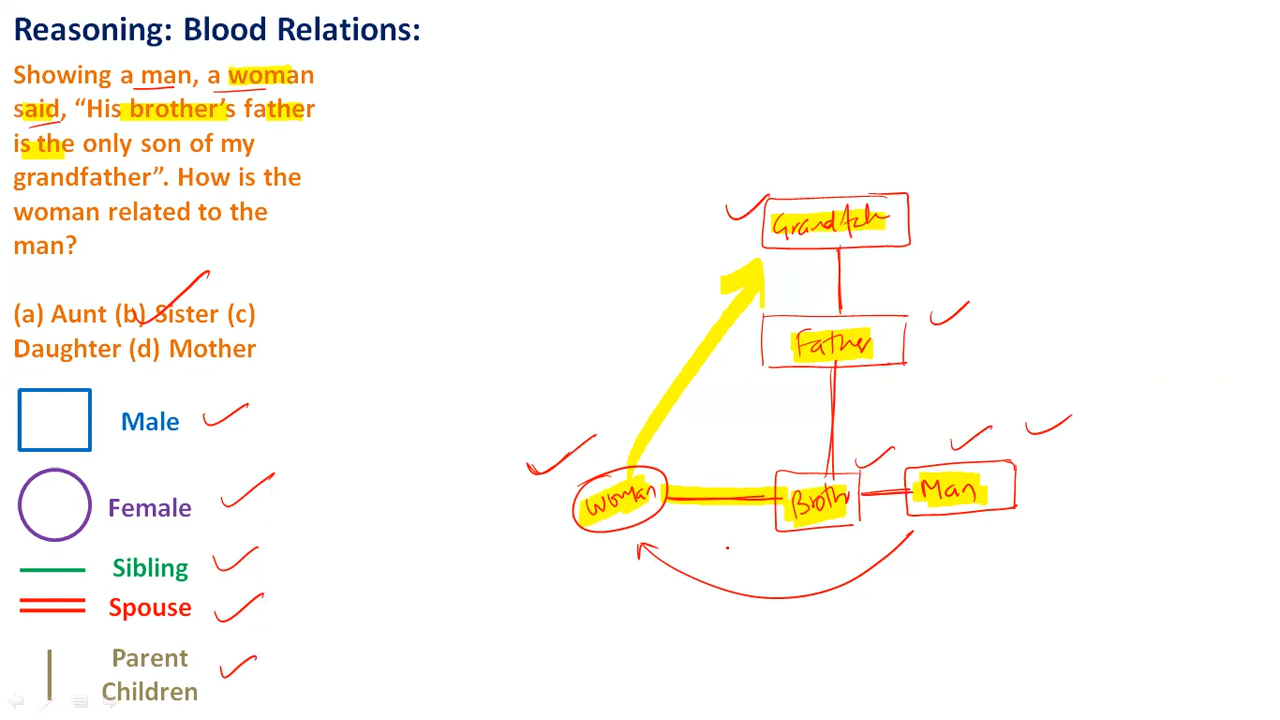 Reasoning: Blood Relations:
Showing a man, a woman
said, “His brother’s father
is the only son of my
grandfather”. How is the
woman related to the
man?
(a) Aunt (b) Sister (c)
Daughter (d) Mother
Male
Female
Sibling
Spouse
Parent
Children
Father
Woman
Man